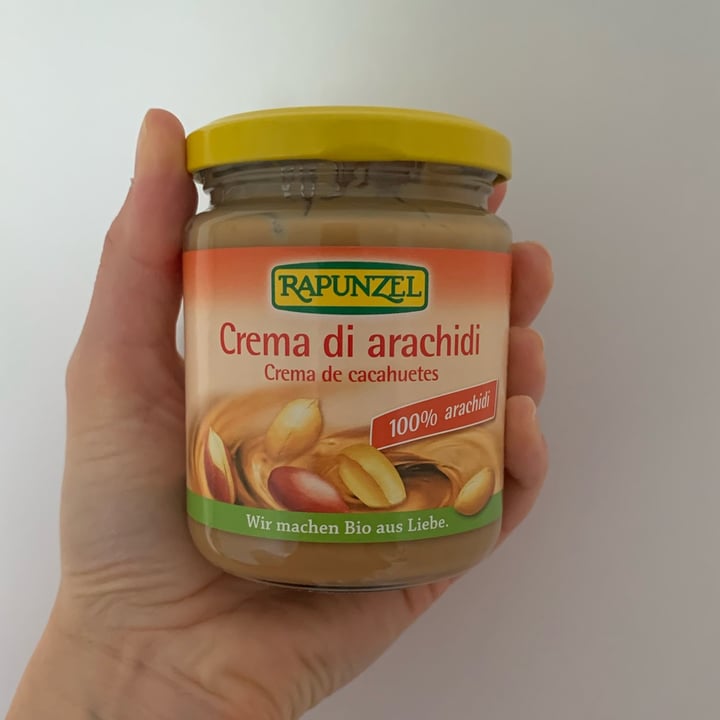 RAPUNZEL
Crema di arachidi
Crema de cacahuetes
100% arachidi
Wir machen Bio aus Liebe.